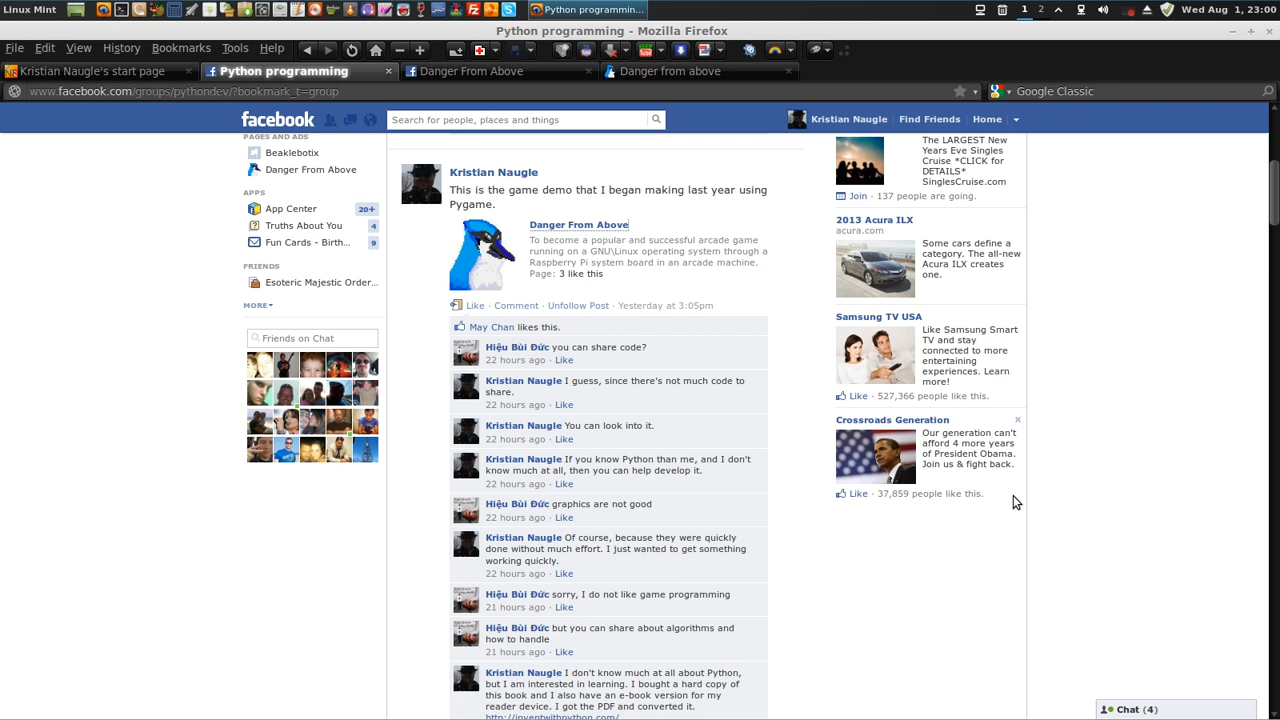 Linux Mint
Python programmin...
1 2
Wed Aug 1, 23:00
Python programming - Mozilla Firefox
File Edit View History Bookmarks Tools Help
Kristian Naugle's start page
Python programming
Danger From Above
Danger from above
www.facebook.com/groups/pythondev/?bookmark_t=group
Google Classic
facebook
Search for people, places and things
Kristian Naugle
Find Friends
Home
PAGES AND ADS
Beaklebotix
Danger From Above
APPS
App Center 20+
Truths About You 4
Fun Cards - Birth... 9
FRIENDS
Esoteric Majestic Order...
MORE
Friends on Chat
Kristian Naugle
This is the game demo that I began making last year using
Pygame.
Danger From Above
To become a popular and successful arcade game
running on a GNU\Linux operating system through a
Raspberry Pi system board in an arcade machine.
Page: 3 like this
Like · Comment · Unfollow Post · Yesterday at 3:05pm
May Chan likes this.
Hiệu Bùi Đức you can share code?
22 hours ago · Like
Kristian Naugle I guess, since there's not much code to
share.
22 hours ago · Like
Kristian Naugle You can look into it.
22 hours ago · Like
Kristian Naugle If you know Python than me, and I don't
know much at all, then you can help develop it.
22 hours ago · Like
Hiệu Bùi Đức graphics are not good
22 hours ago · Like
Kristian Naugle Of course, because they were quickly
done without much effort. I just wanted to get something
working quickly.
22 hours ago · Like
Hiệu Bùi Đức sorry, I do not like game programming
21 hours ago · Like
Hiệu Bùi Đức but you can share about algorithms and
how to handle
21 hours ago · Like
Kristian Naugle I don't know much at all about Python,
but I am interested in learning. I bought a hard copy of
this book and I also have an e-book version for my
reader device. I got the PDF and converted it.
http://inventwithpython.com/
The LARGEST New
Years Eve Singles
Cruise *CLICK for
DETAILS*
SinglesCruise.com
Join · 137 people are going.
2013 Acura ILX
acura.com
Some cars define a
category. The all-new
Acura ILX creates
one.
Samsung TV USA
Like Samsung Smart
TV and stay
connected to more
entertaining
experiences. Learn
more!
Like · 527,366 people like this.
Crossroads Generation
Our generation can't
afford 4 more years
of President Obama.
Join us & fight back.
Like · 37,859 people like this.
Chat (4)